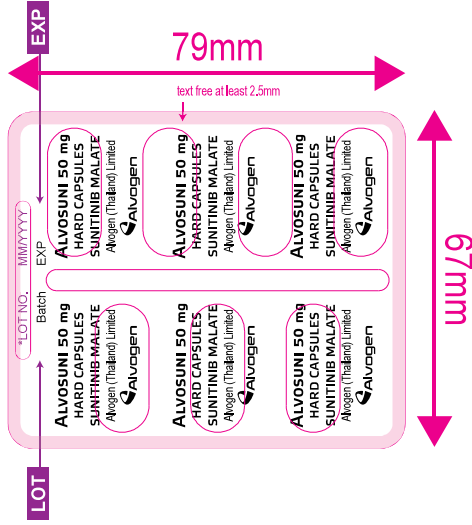 79mm
text free at least 2.5mm
67mm
EXP
LOT
*LOT NO. MM/YYYY
Batch EXP
ALVOSUNI 50 mg
HARD CAPSULES
SUNITINIB MALATE
Alvogen (Thailand) Limited
Alvogen
ALVOSUNI 50 mg
HARD CAPSULES
SUNITINIB MALATE
Alvogen (Thailand) Limited
Alvogen
ALVOSUNI 50 mg
HARD CAPSULES
SUNITINIB MALATE
Alvogen (Thailand) Limited
Alvogen
ALVOSUNI 50 mg
HARD CAPSULES
SUNITINIB MALATE
Alvogen (Thailand) Limited
Alvogen
ALVOSUNI 50 mg
HARD CAPSULES
SUNITINIB MALATE
Alvogen (Thailand) Limited
Alvogen
ALVOSUNI 50 mg
HARD CAPSULES
SUNITINIB MALATE
Alvogen (Thailand) Limited
Alvogen